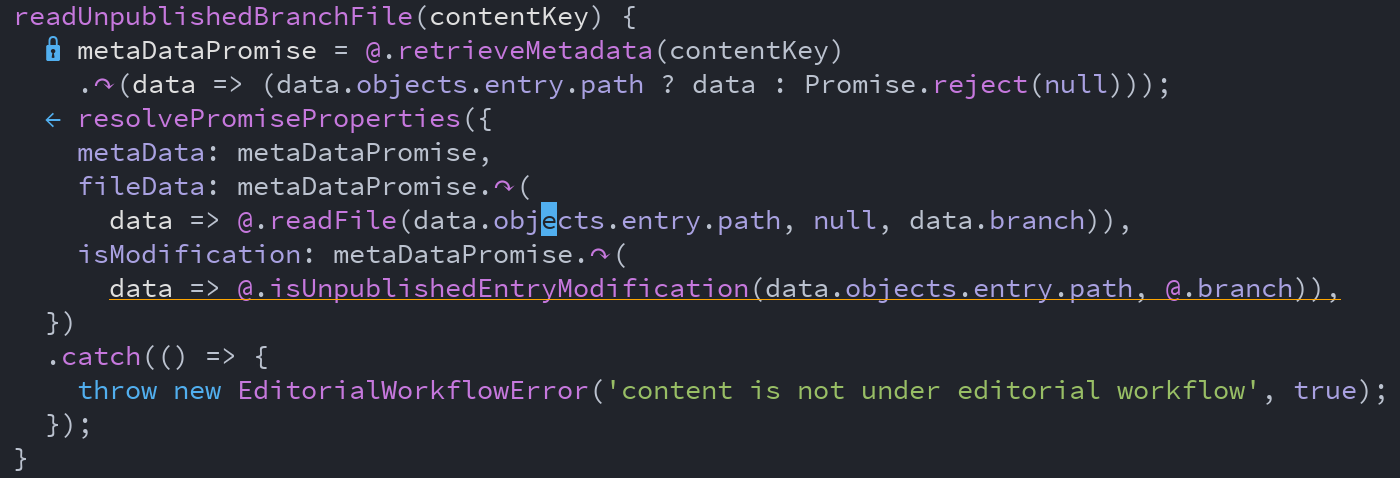 readUnpublishedBranchFile(contentKey) {
🔒 metaDataPromise = @.retrieveMetadata(contentKey)
.↷(data => (data.objects.entry.path ? data : Promise.reject(null)));
← resolvePromiseProperties({
metaData: metaDataPromise,
fileData: metaDataPromise.↷(
data => @.readFile(data.objects.entry.path, null, data.branch)),
isModification: metaDataPromise.↷(
data => @.isUnpublishedEntryModification(data.objects.entry.path, @.branch)),
})
.catch(() => {
throw new EditorialWorkflowError('content is not under editorial workflow', true);
});
}